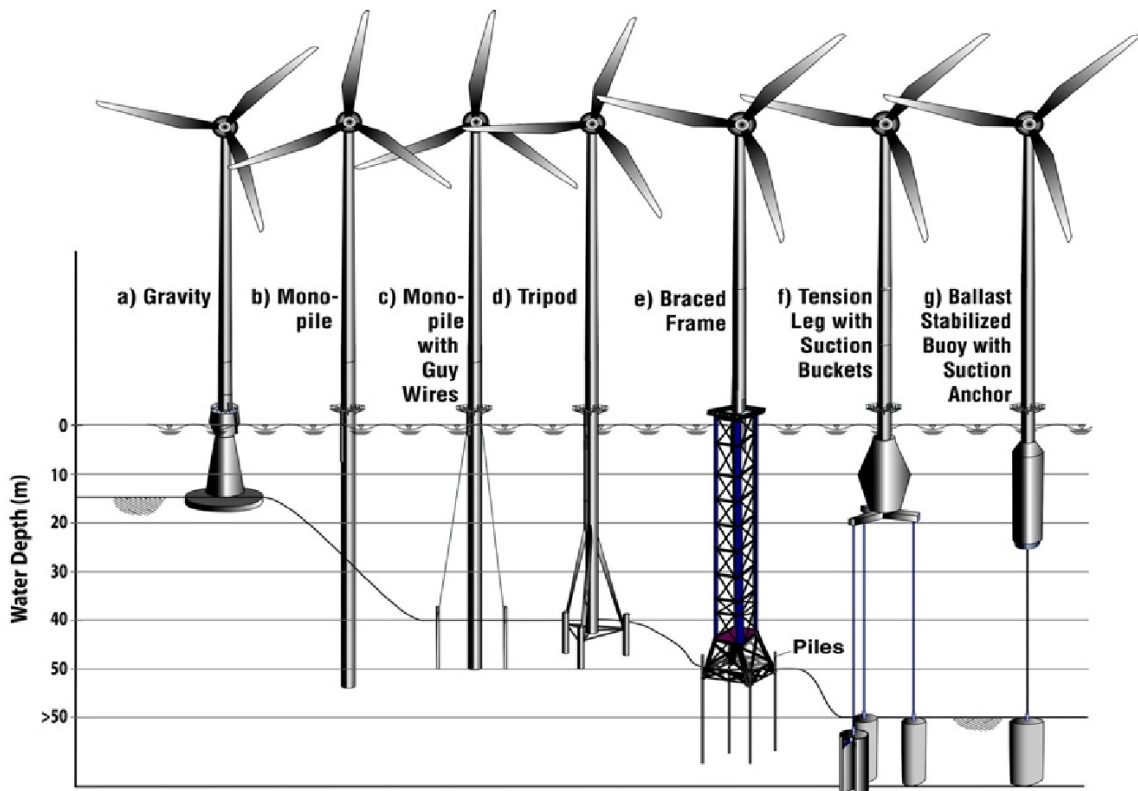 a) Gravity
b) Mono-
pile
c) Mono-
pile
with
Guy
Wires
d) Tripod
e) Braced
Frame
f) Tension
Leg with
Suction
Buckets
g) Ballast
Stabilized
Buoy with
Suction
Anchor
Water Depth (m)
0
10
20
30
40
50
>50
Piles